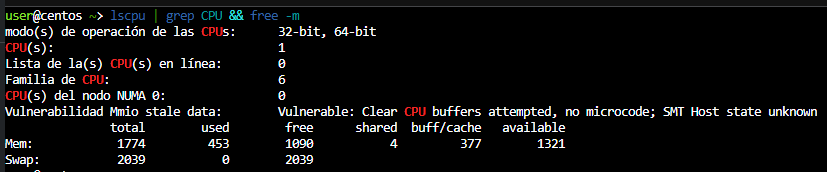 user@centos ~> lscpu | grep CPU && free -m
modo(s) de operación de las CPUs:      32-bit, 64-bit
CPU(s):                                1
Lista de la(s) CPU(s) en línea:        0
Familia de CPU:                        6
CPU(s) del nodo NUMA 0:                0
Vulnerabilidad Mmio stale data:        Vulnerable: Clear CPU buffers attempted, no microcode; SMT Host state unknown
              total        used        free      shared  buff/cache   available
Mem:           1774         453        1090           4         377        1321
Swap:          2039           0        2039